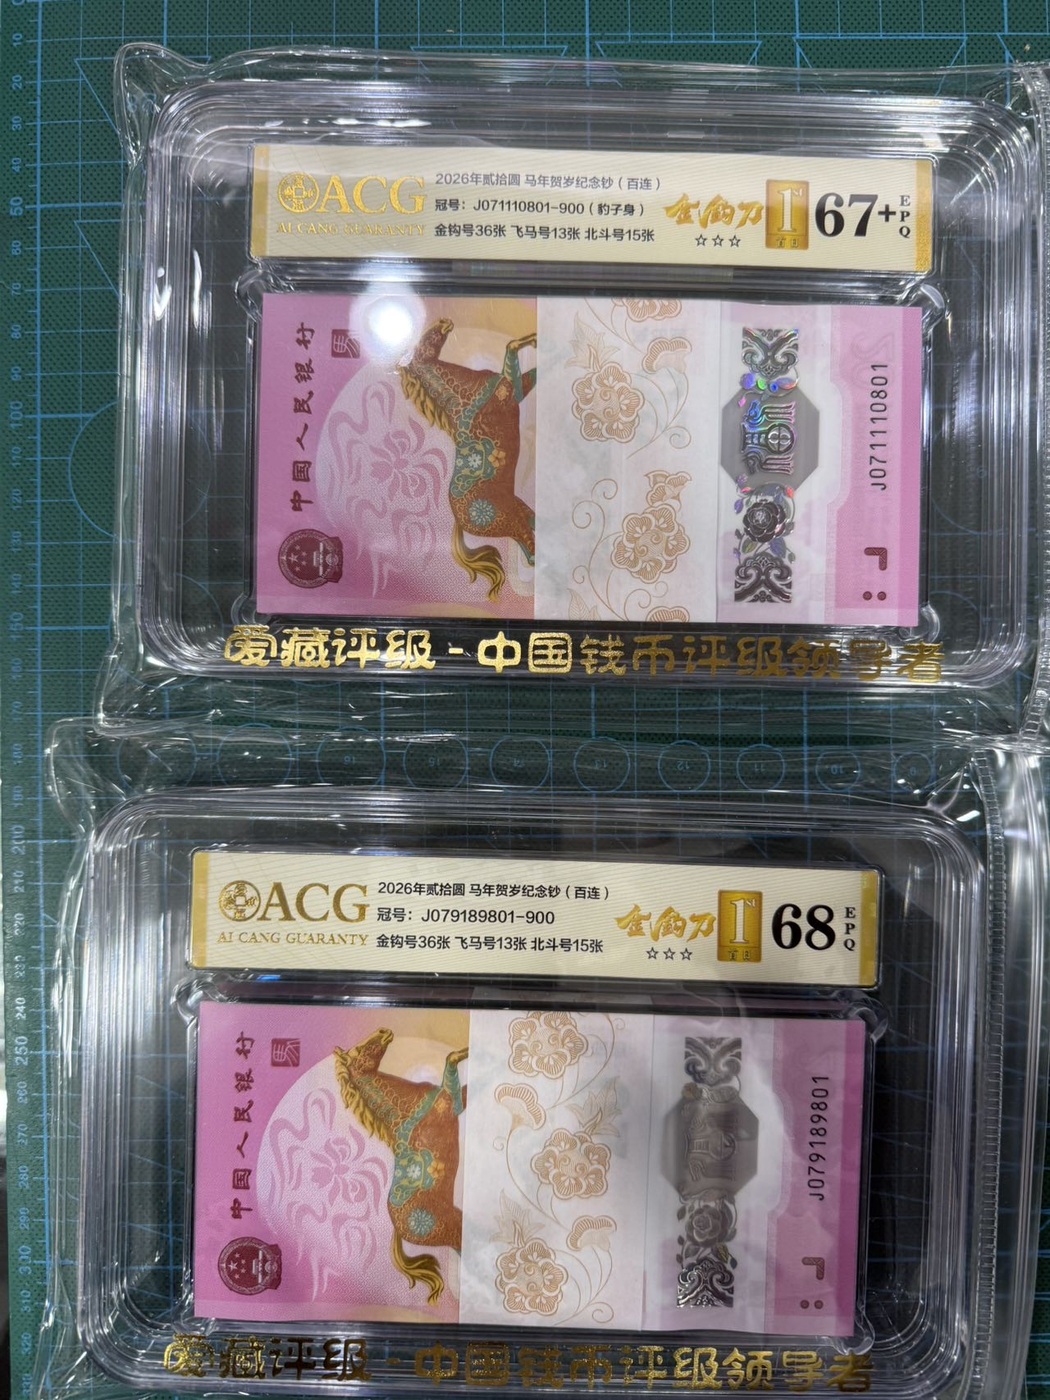 ACG
AI CANG GUARANTY
2026年贰拾圆 马年贺岁纪念钞（百连）
冠号：J071110801-900（豹子身）
金钩号36张 飞马号13张 北斗号15张
金钩刀
☆☆☆
1ST
首日
67+
EPQ
中国人民银行
J071110801
爱藏评级-中国钱币评级领导者
ACG
AI CANG GUARANTY
2026年贰拾圆 马年贺岁纪念钞（百连）
冠号：J079189801-900
金钩号36张 飞马号13张 北斗号15张
金钩刀
☆☆☆
1ST
68
EPQ
中国人民银行
J079189801
爱藏评级-中国钱币评级领导者